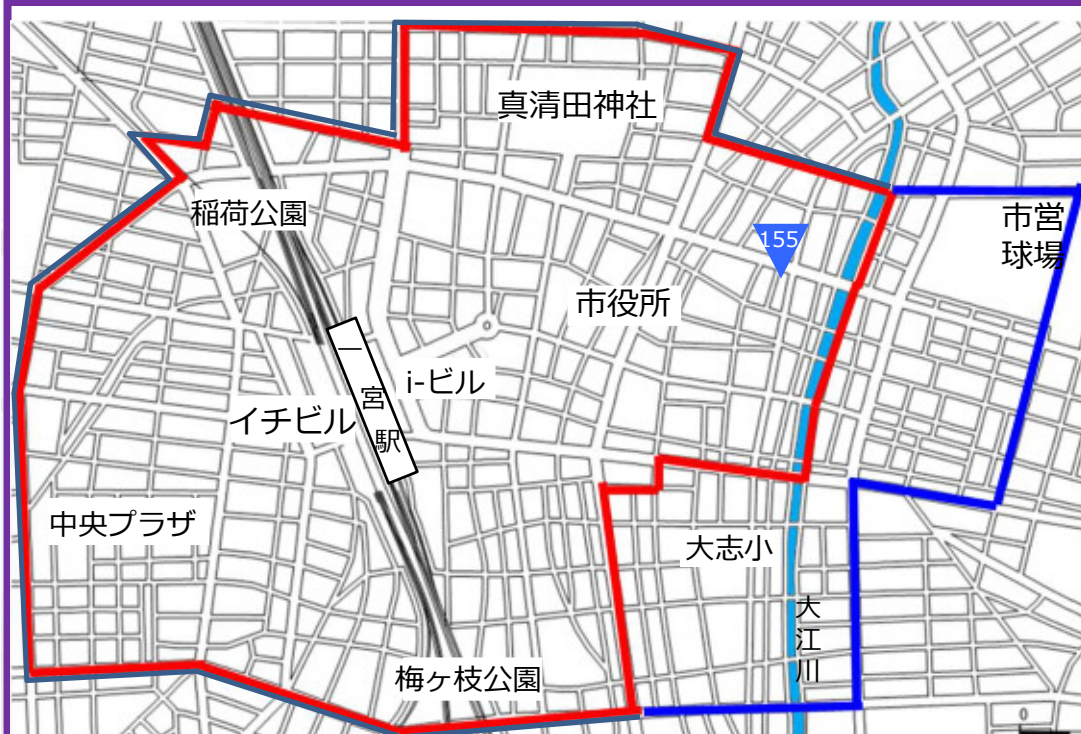 真清田神社
稲荷公園
市営
球場
155
市役所
一
宮
駅
i-ビル
イチビル
中央プラザ
大志小
大
江
川
梅ヶ枝公園
0